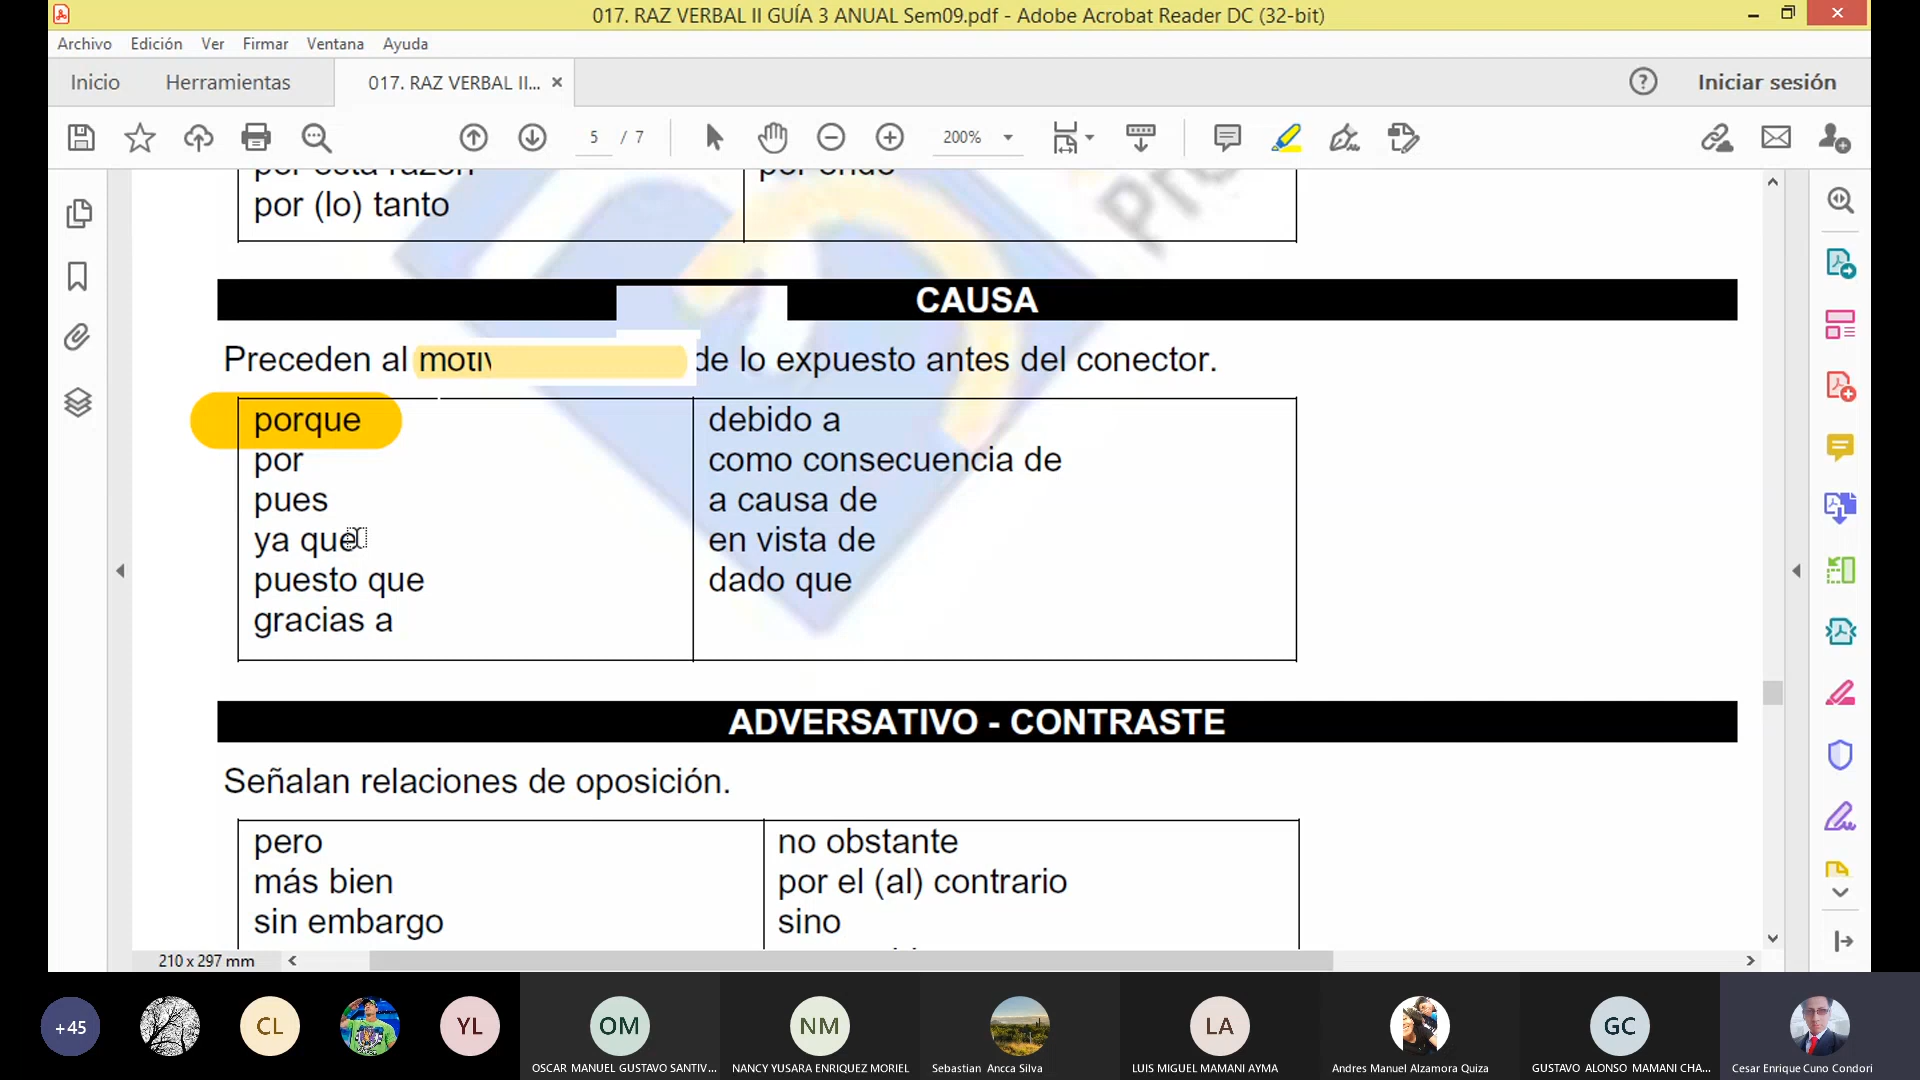 017. RAZ VERBAL II GUÍA 3 ANUAL Sem09.pdf - Adobe Acrobat Reader DC (32-bit)
Archivo Edición Ver Firmar Ventana Ayuda
Inicio Herramientas 017. RAZ VERBAL II... × Iniciar sesión
5 / 7 200%
por esta razón por ende
por (lo) tanto
CAUSA
Preceden al de lo expuesto antes del conector.
porque debido a
por como consecuencia de
pues a causa de
ya que en vista de
puesto que dado que
gracias a
ADVERSATIVO - CONTRASTE
Señalan relaciones de oposición.
pero no obstante
más bien por el (al) contrario
sin embargo sino
210 x 297 mm
+45 CL YL OM NM LA GC
OSCAR MANUEL GUSTAVO SANTIV... NANCY YUSARA ENRIQUEZ MORIEL Sebastian Ancca Silva LUIS MIGUEL MAMANI AYMA Andres Manuel Alzamora Quiza GUSTAVO ALONSO MAMANI CHA... Cesar Enrique Cuno Condori